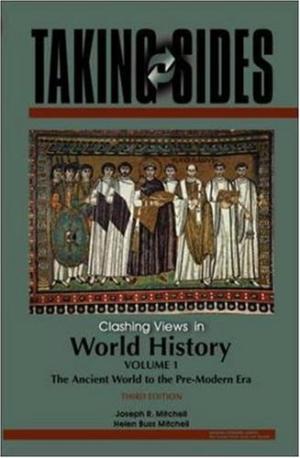 TAKING SIDES
Clashing Views in
World History
VOLUME 1
The Ancient World to the Pre-Modern Era
THIRD EDITION
Joseph R. Mitchell
Helen Buss Mitchell